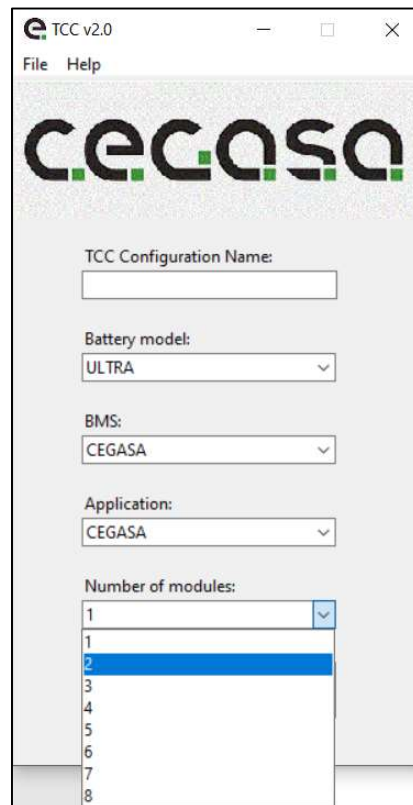 TCC v2.0
File Help
cegasa
TCC Configuration Name:
Battery model:
ULTRA
BMS:
CEGASA
Application:
CEGASA
Number of modules:
1
1
2
3
4
5
6
7
8